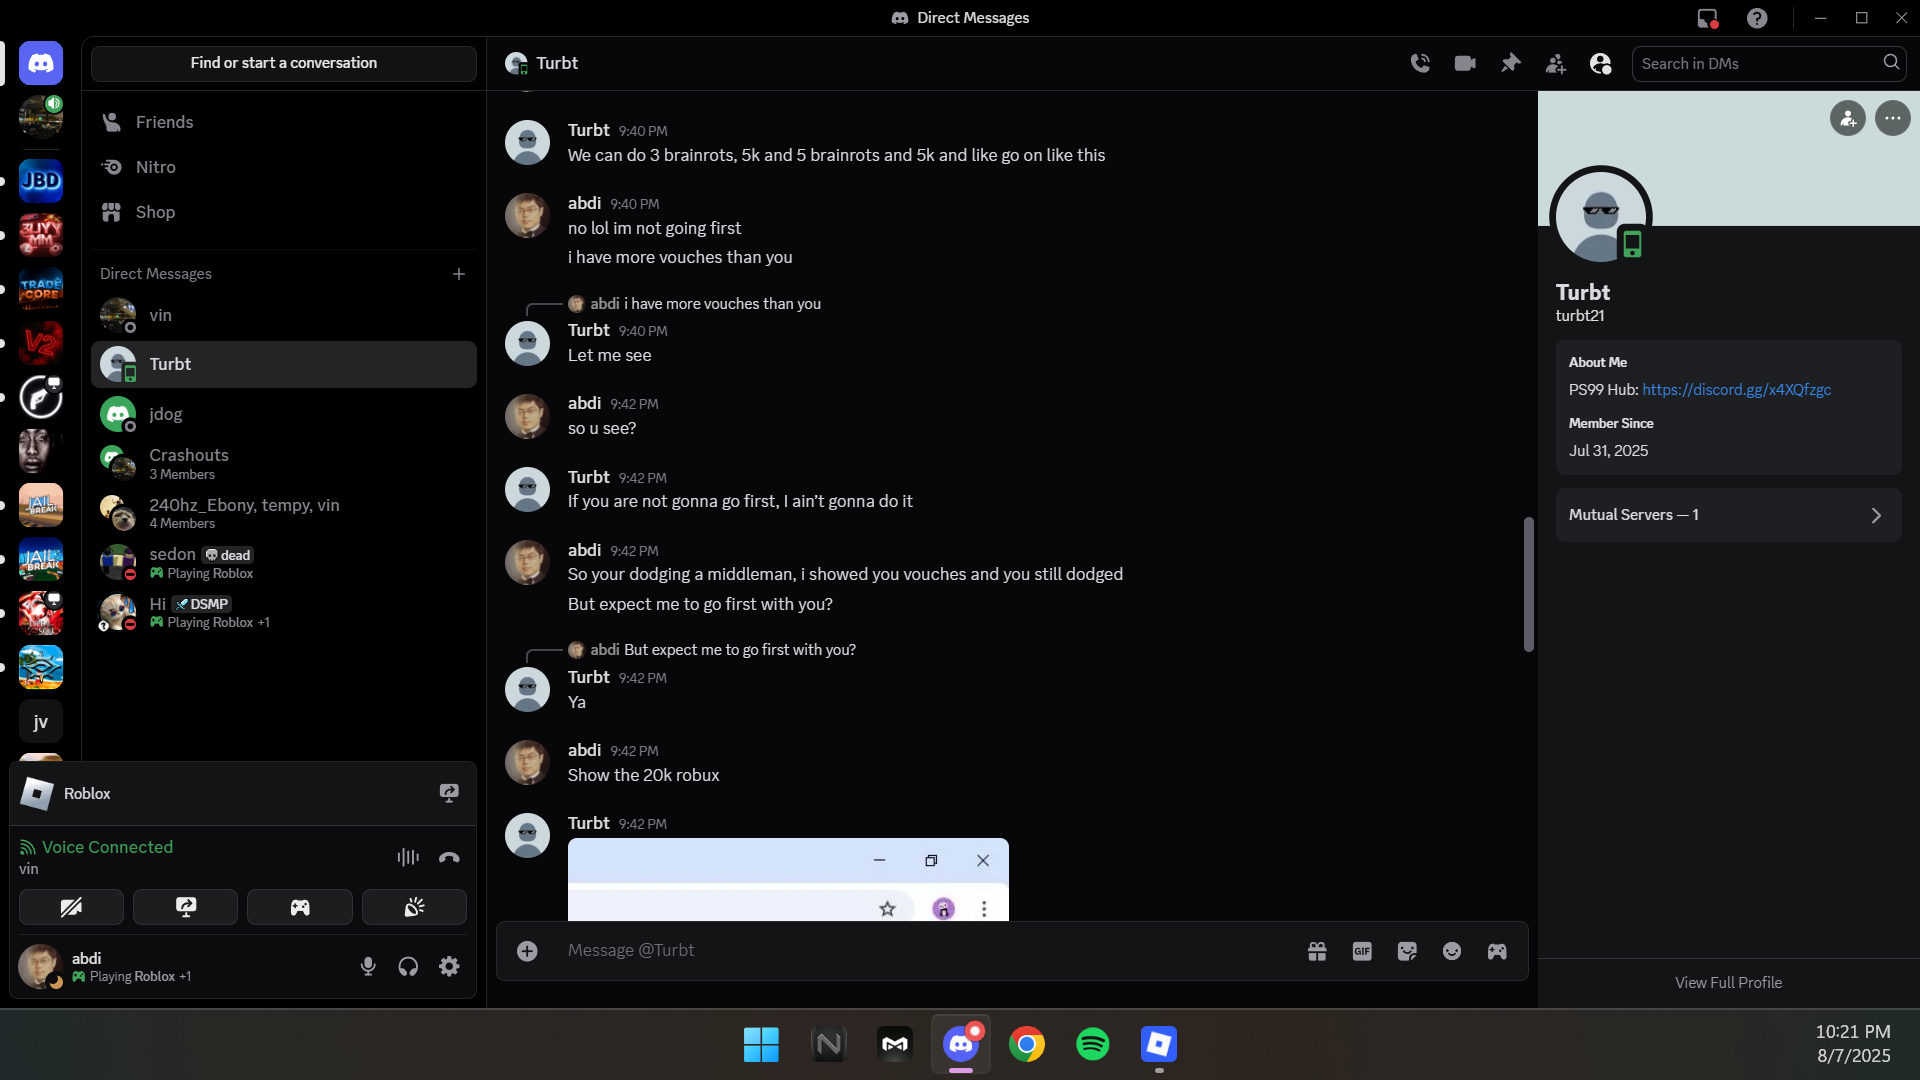 Direct Messages
Find or start a conversation
Turbt
Search in DMs
JBD
3LIYY
MM
TRADE
CORE
V2
JAIL
BREAK
JAIL
BREAK
jv
Friends
Nitro
Shop
Direct Messages
vin
Turbt
jdog
Crashouts
3 Members
240hz_Ebony, tempy, vin
4 Members
sedon dead
Playing Roblox
Hi DSMP
Playing Roblox +1
Roblox
Voice Connected
vin
abdi
Playing Roblox +1
Turbt 9:40 PM
We can do 3 brainrots, 5k and 5 brainrots and 5k and like go on like this
abdi 9:40 PM
no lol im not going first
i have more vouches than you
abdi i have more vouches than you
Turbt 9:40 PM
Let me see
abdi 9:42 PM
so u see?
Turbt 9:42 PM
If you are not gonna go first, I ain’t gonna do it
abdi 9:42 PM
So your dodging a middleman, i showed you vouches and you still dodged
But expect me to go first with you?
abdi But expect me to go first with you?
Turbt 9:42 PM
Ya
abdi 9:42 PM
Show the 20k robux
Turbt 9:42 PM
Message @Turbt
GIF
Turbt
turbt21
About Me
PS99 Hub: https://discord.gg/x4XQfzgc
Member Since
Jul 31, 2025
Mutual Servers — 1
View Full Profile
10:21 PM
8/7/2025